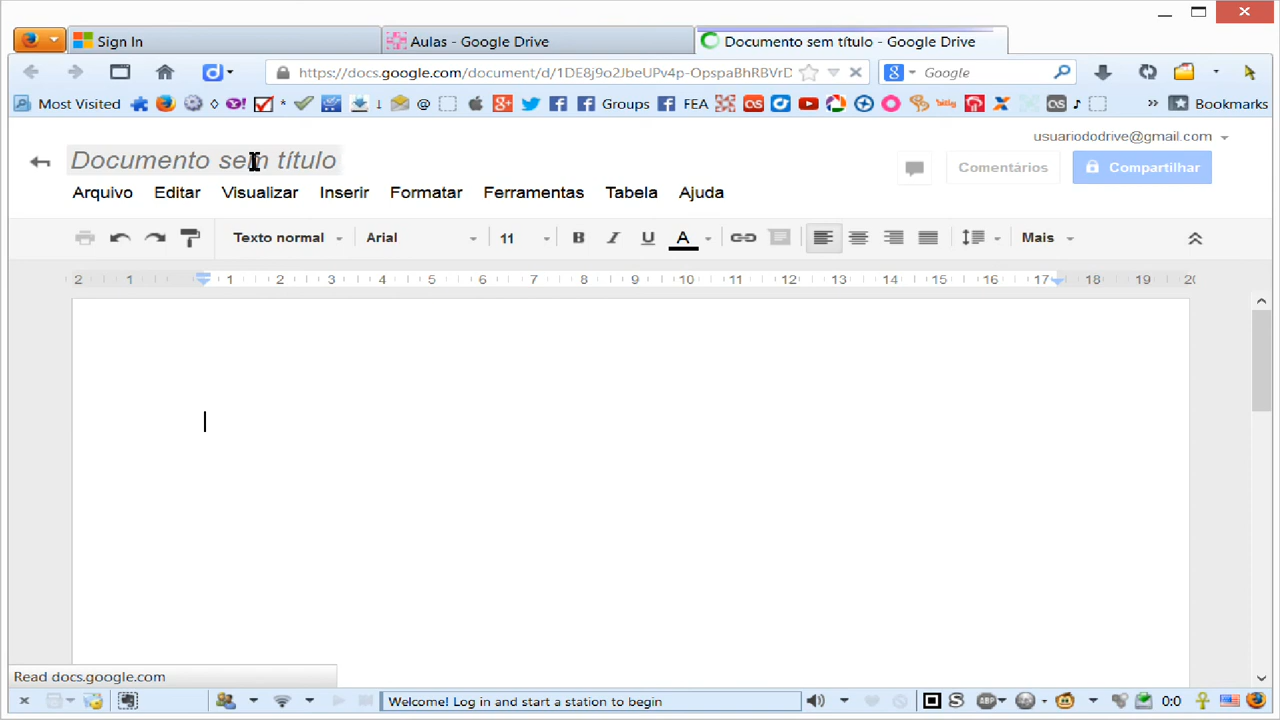 Sign In
Aulas - Google Drive
Documento sem título - Google Drive
https://docs.google.com/document/d/1DE8j9o2JbeUPv4p-OpspaBhRBVrD
Google
Most Visited
Groups
FEA
Bookmarks
usuariododrive@gmail.com
Documento sem título
Comentários
Compartilhar
Arquivo Editar Visualizar Inserir Formatar Ferramentas Tabela Ajuda
Texto normal Arial 11 B I U A Mais
2 1 1 2 3 4 5 6 7 8 9 10 11 12 13 14 15 16 17 18 19 20
Read docs.google.com
Welcome! Log in and start a station to begin
0:0